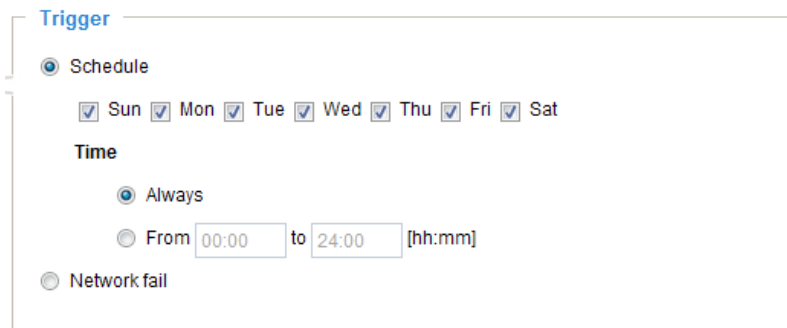 Trigger
Schedule
Sun Mon Tue Wed Thu Fri Sat
Time
Always
From 00:00 to 24:00 [hh:mm]
Network fail